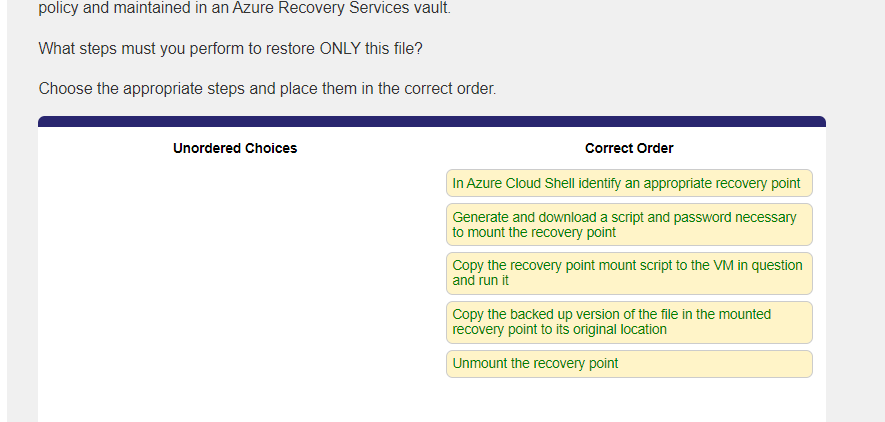 policy and maintained in an Azure Recovery Services vault.
What steps must you perform to restore ONLY this file?
Choose the appropriate steps and place them in the correct order.
Unordered Choices
Correct Order
In Azure Cloud Shell identify an appropriate recovery point
Generate and download a script and password necessary
to mount the recovery point
Copy the recovery point mount script to the VM in question
and run it
Copy the backed up version of the file in the mounted
recovery point to its original location
Unmount the recovery point